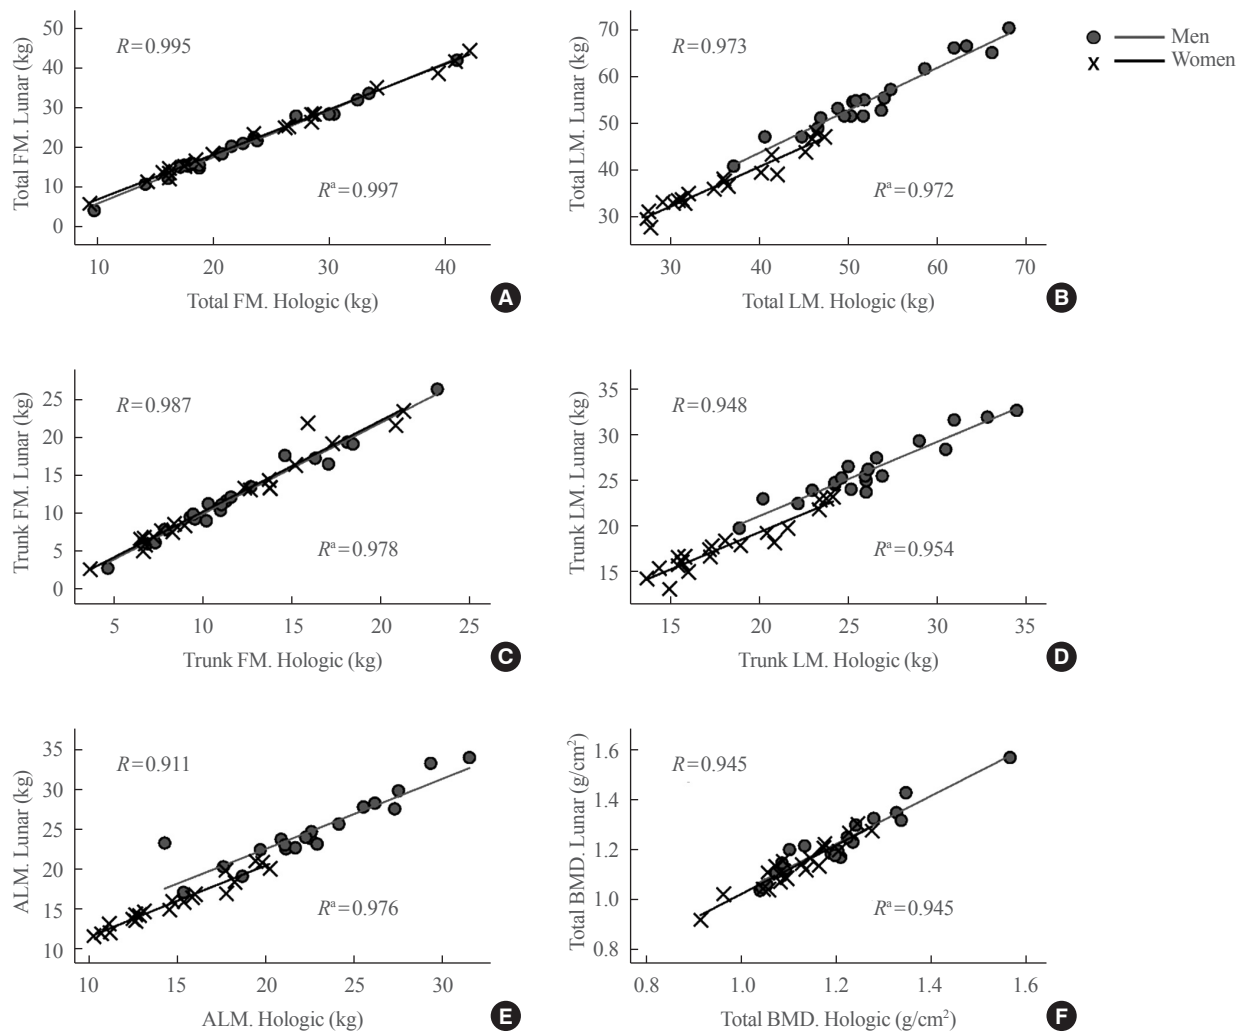 Men
Women
50
40
30
20
10
0
Total FM. Lunar (kg)
R=0.995
Rª=0.997
10 20 30 40
Total FM. Hologic (kg)
A
70
60
50
40
30
Total LM. Lunar (kg)
R=0.973
Rª=0.972
30 40 50 60 70
Total LM. Hologic (kg)
B
25
20
15
10
5
0
Trunk FM. Lunar (kg)
R=0.987
Rª=0.978
5 10 15 20 25
Trunk FM. Hologic (kg)
C
35
30
25
20
15
Trunk LM. Lunar (kg)
R=0.948
Rª=0.954
15 20 25 30 35
Trunk LM. Hologic (kg)
D
35
30
25
20
15
10
ALM. Lunar (kg)
R=0.911
Rª=0.976
10 15 20 25 30
ALM. Hologic (kg)
E
1.6
1.4
1.2
1.0
0.8
Total BMD. Lunar (g/cm²)
R=0.945
Rª=0.945
0.8 1.0 1.2 1.4 1.6
Total BMD. Hologic (g/cm²)
F